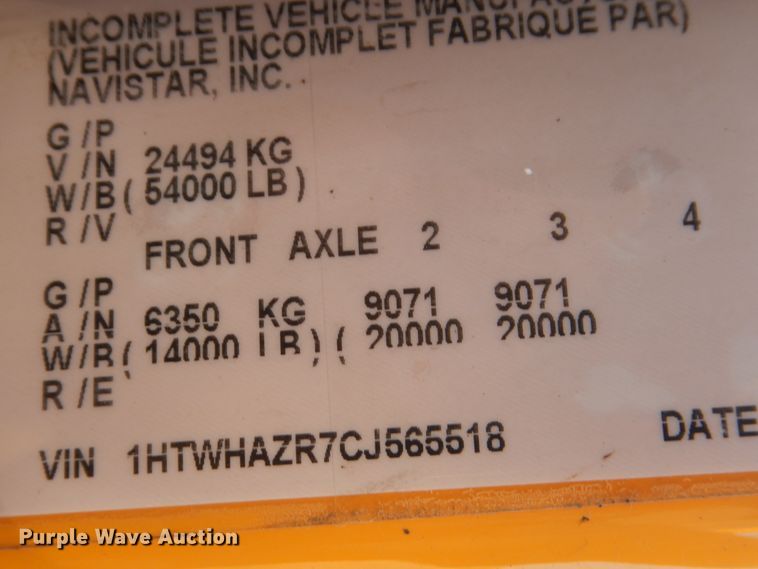 INCOMPLETE VEHICLE
(VEHICULE INCOMPLET FABRIQUE PAR)
NAVISTAR, INC.
G /P
V /N 24494 KG
W/B ( 54000 LB )
R /V
FRONT AXLE 2 3 4
G /P
A /N 6350 KG 9071 9071
W/B ( 14000 LB ) ( 20000 20000
R /E
VIN 1HTWHAZR7CJ565518 DATE
Purple Wave Auction